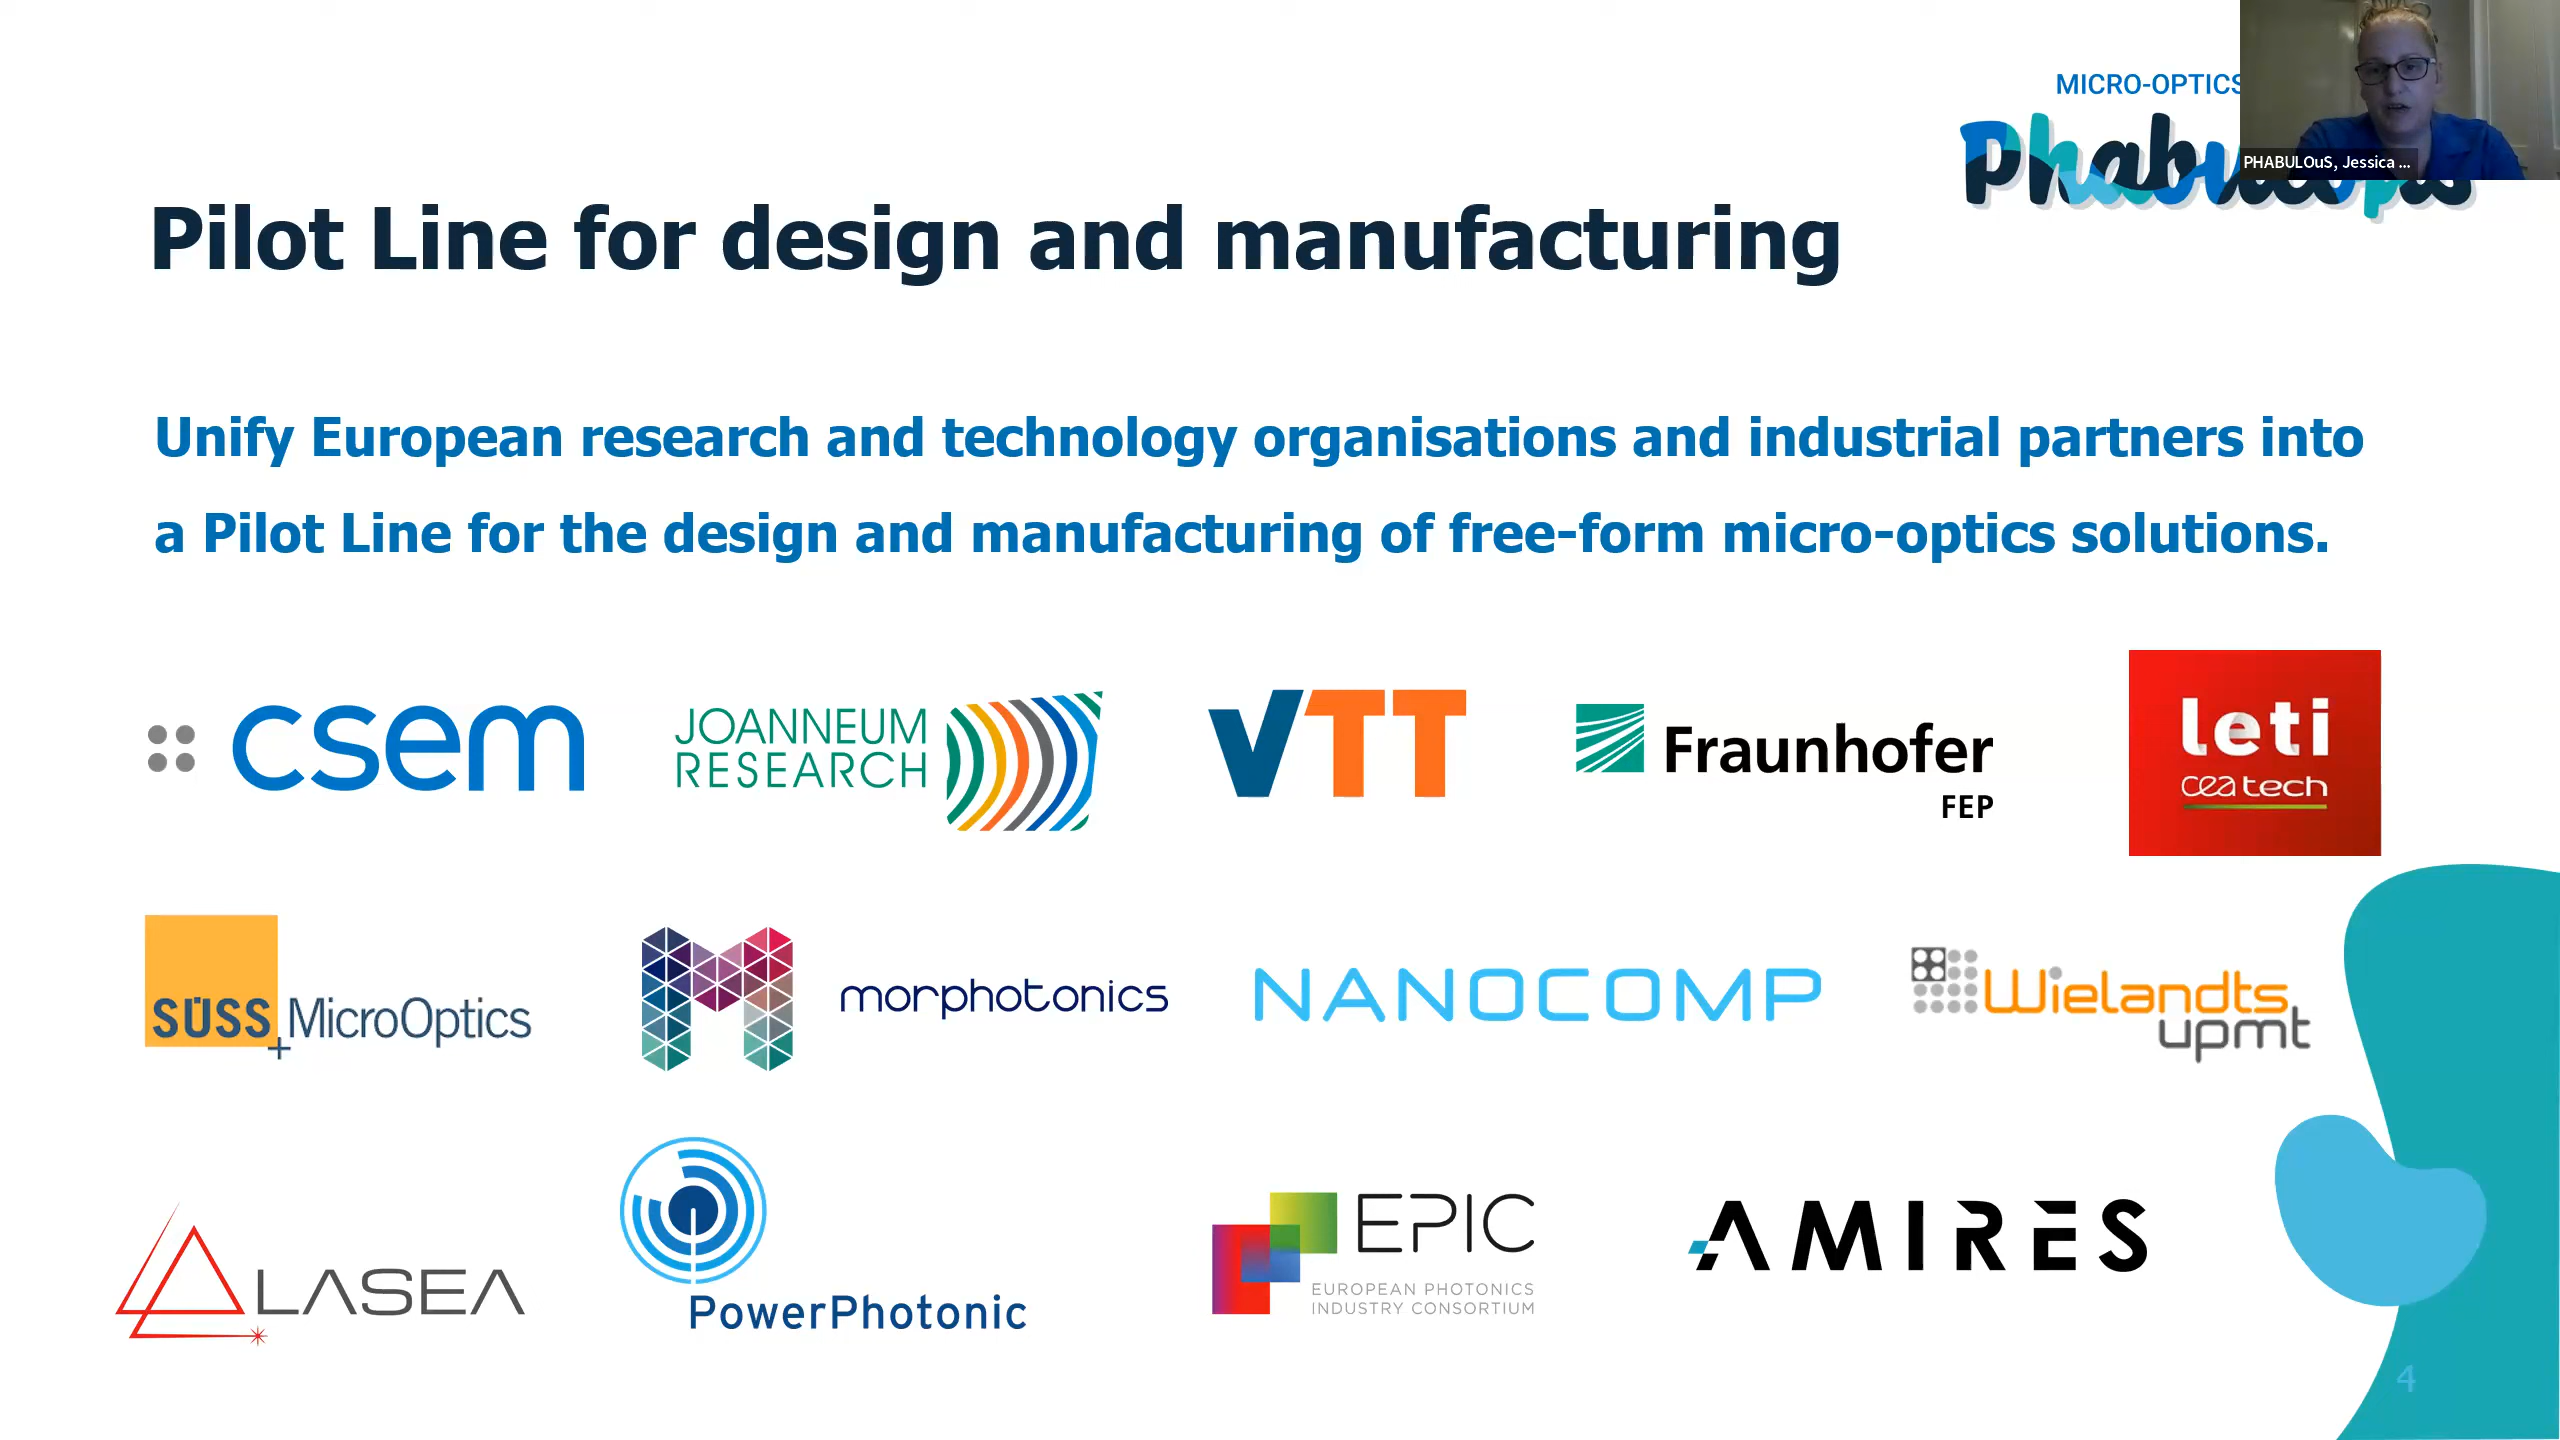 MICRO-OPTICS
PHABULOuS, Jessica ...
Pilot Line for design and manufacturing
Unify European research and technology organisations and industrial partners into
a Pilot Line for the design and manufacturing of free-form micro-optics solutions.
csem
JOANNEUM
RESEARCH
VTT
Fraunhofer
FEP
leti
cea tech
SÜSS
MicroOptics
morphotonics
NANOCOMP
Wielandts
upmt
LASEA
PowerPhotonic
EPIC
EUROPEAN PHOTONICS
INDUSTRY CONSORTIUM
AMIRES
4